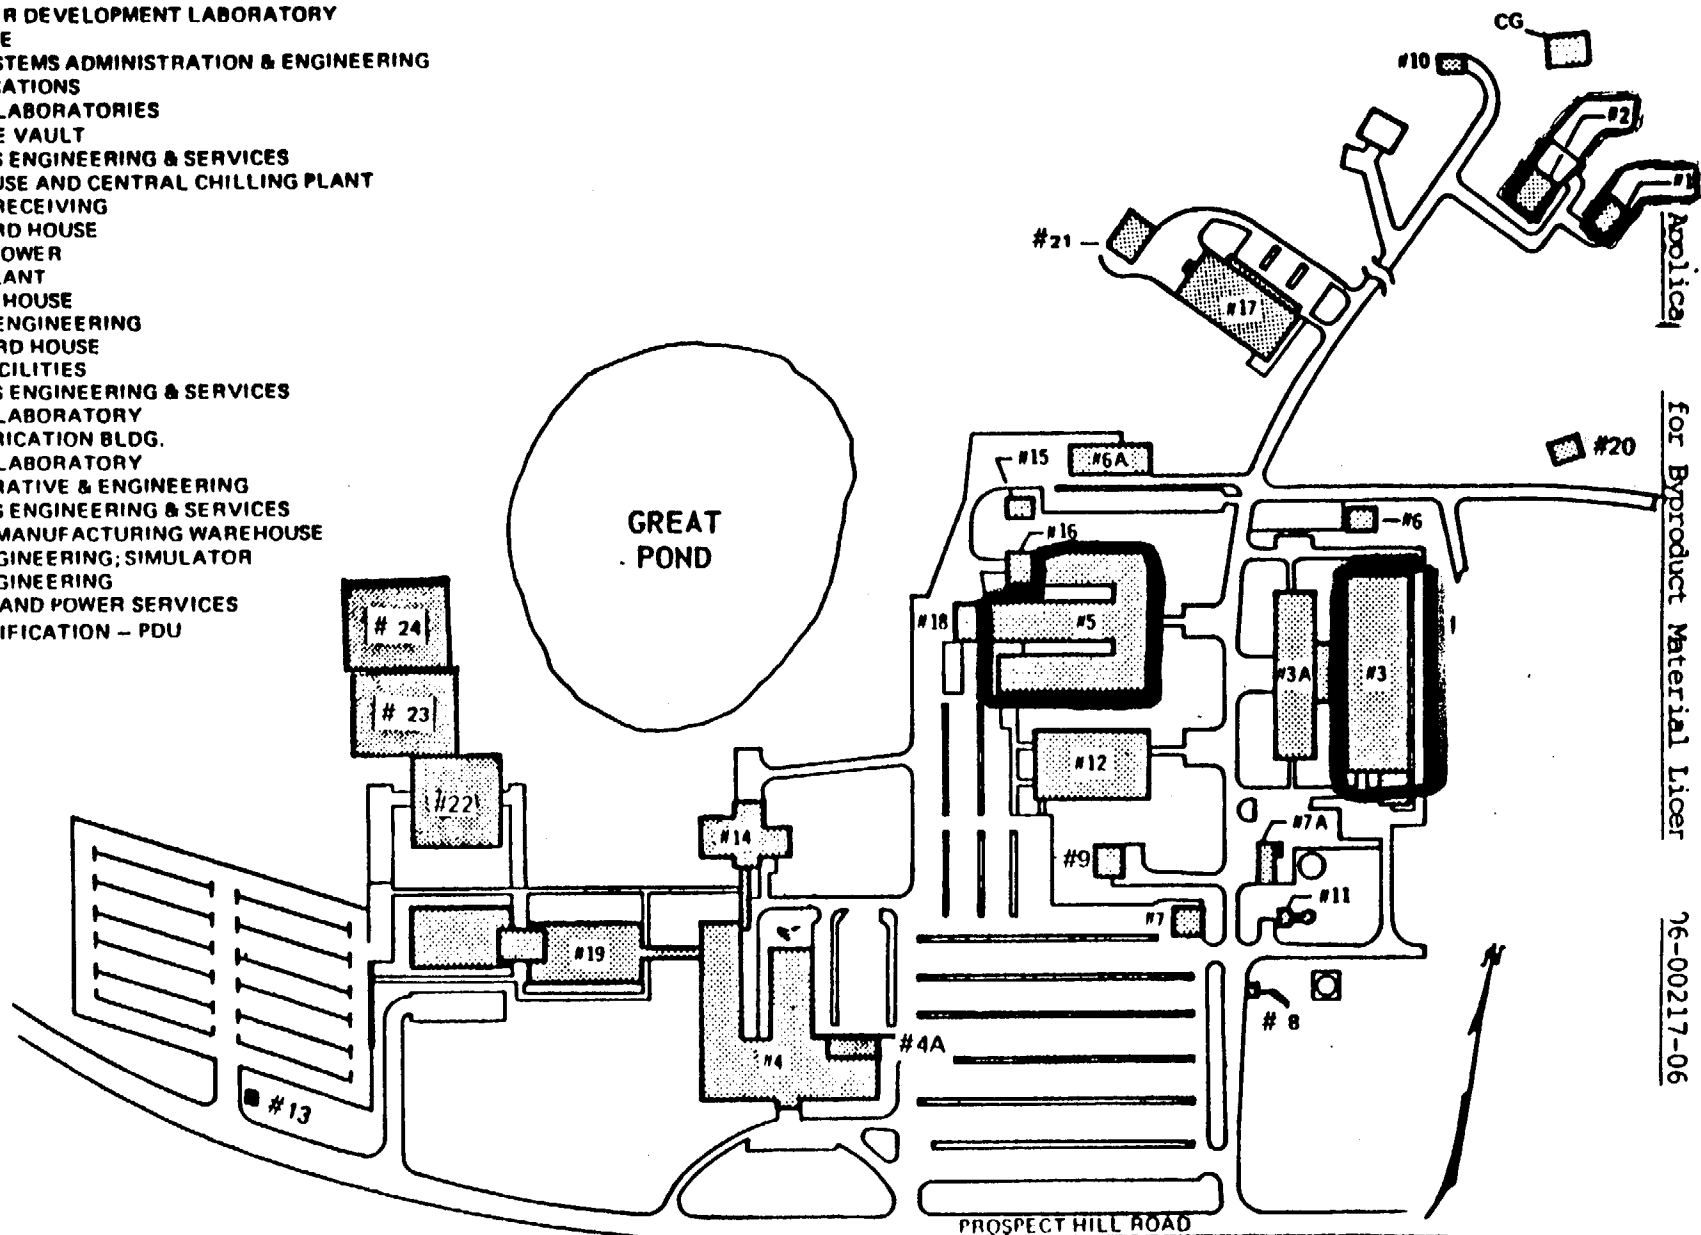 R DEVELOPMENT LABORATORY
E
STEMS ADMINISTRATION & ENGINEERING
CATIONS
LABORATORIES
E VAULT
S ENGINEERING & SERVICES
USE AND CENTRAL CHILLING PLANT
RECEIVING
RD HOUSE
OWER
LANT
HOUSE
ENGINEERING
RD HOUSE
CILITIES
S ENGINEERING & SERVICES
LABORATORY
RICATION BLDG.
LABORATORY
RATIVE & ENGINEERING
S ENGINEERING & SERVICES
MANUFACTURING WAREHOUSE
GINEERING; SIMULATOR
GINEERING
AND POWER SERVICES
IFICATION – PDU
CG
#10
#2
#1
#21
#17
#20
#15
#6A
#6
#16
GREAT
POND
#18
#5
#3A
#3
# 24
# 23
#22
#12
#14
#7A
#9
#11
#7
#19
# 8
#4A
#4
#13
N
PROSPECT HILL ROAD
Applica for Byproduct Material Licer 06-00217-06